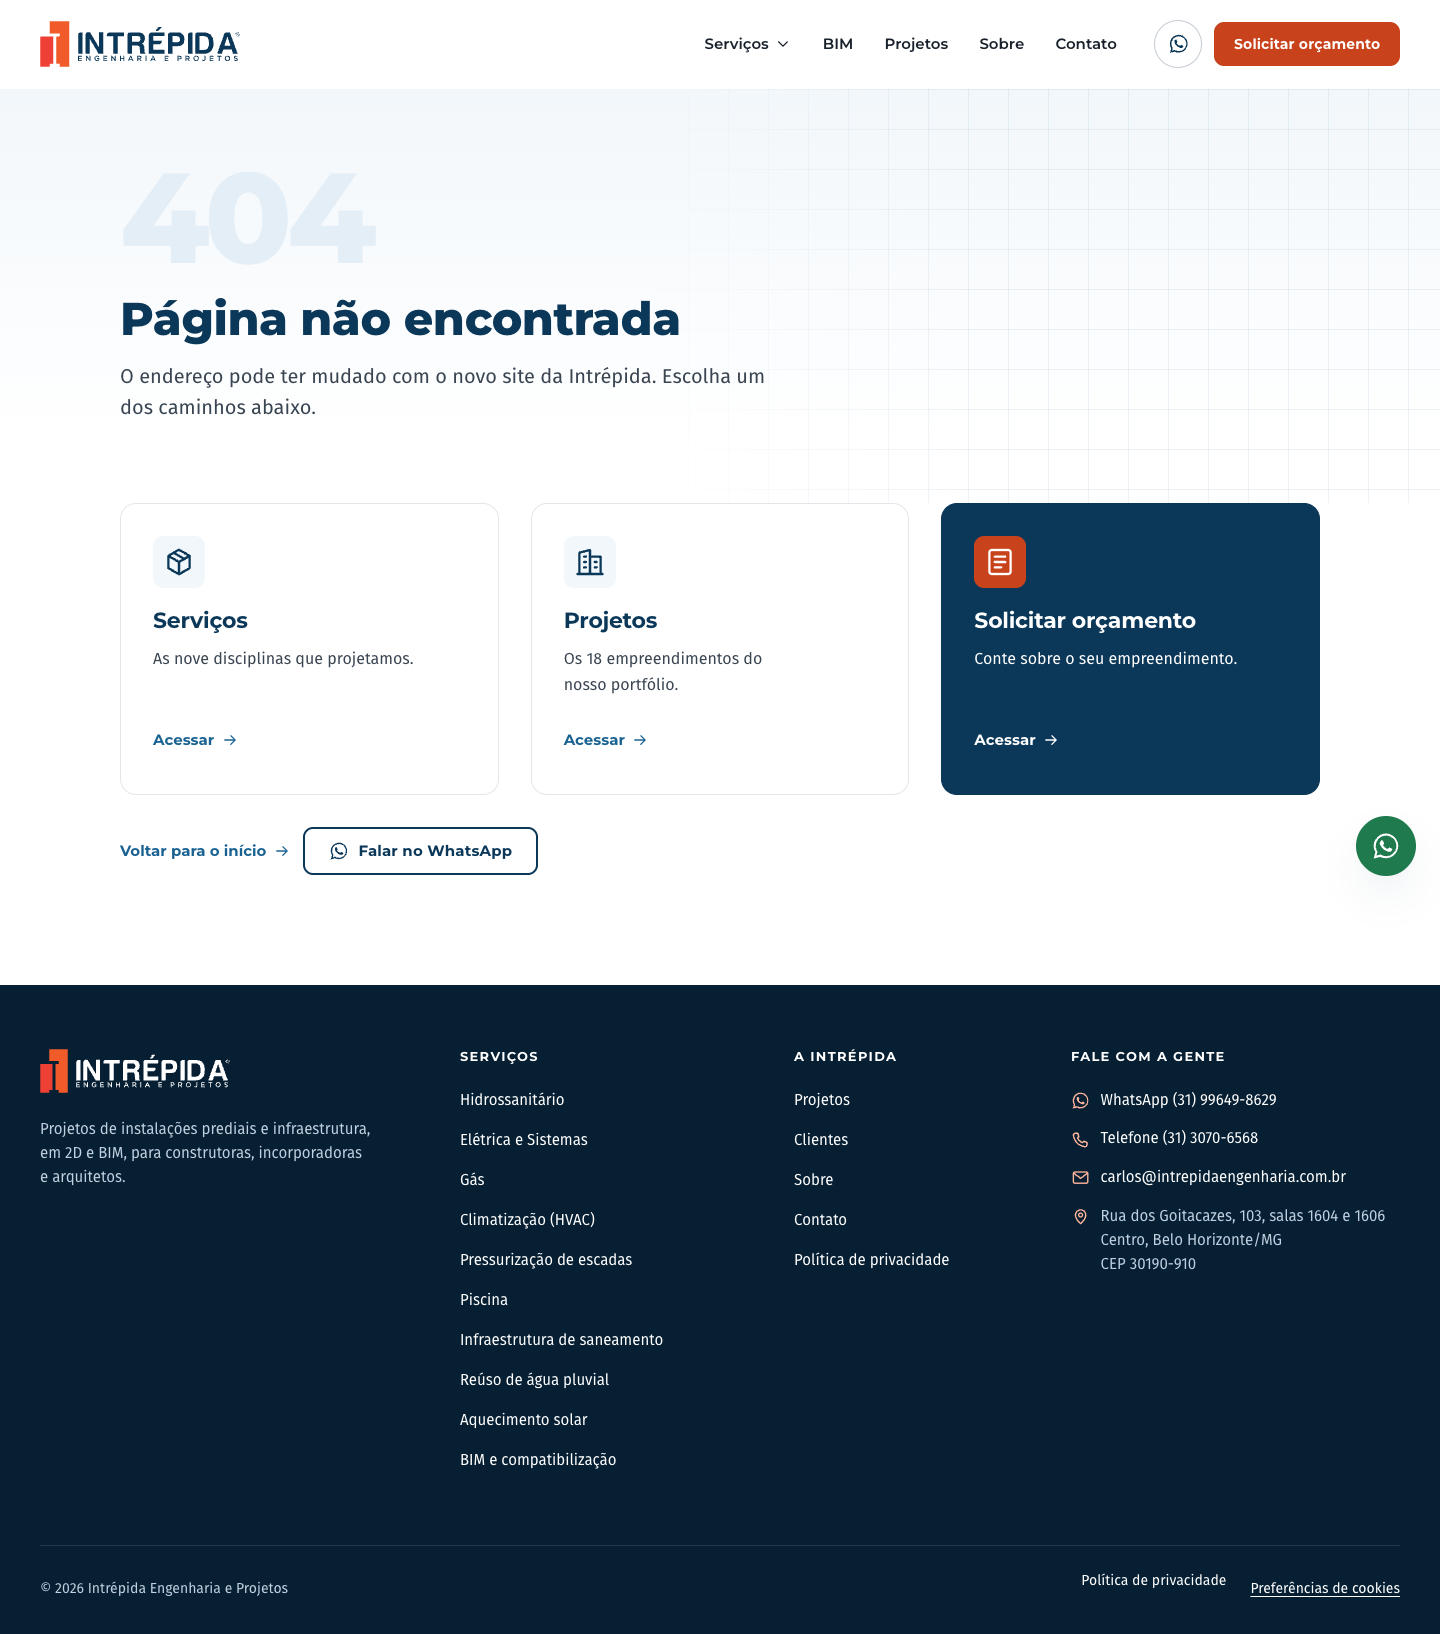 INTRÉPIDA
ENGENHARIA E PROJETOS
Serviços
BIM
Projetos
Sobre
Contato
Solicitar orçamento
404
Página não encontrada
O endereço pode ter mudado com o novo site da Intrépida. Escolha um
dos caminhos abaixo.
Serviços
As nove disciplinas que projetamos.
Acessar
Projetos
Os 18 empreendimentos do
nosso portfólio.
Acessar
Solicitar orçamento
Conte sobre o seu empreendimento.
Acessar
Voltar para o início
Falar no WhatsApp
INTRÉPIDA
ENGENHARIA E PROJETOS
Projetos de instalações prediais e infraestrutura,
em 2D e BIM, para construtoras, incorporadoras
e arquitetos.
SERVIÇOS
Hidrossanitário
Elétrica e Sistemas
Gás
Climatização (HVAC)
Pressurização de escadas
Piscina
Infraestrutura de saneamento
Reúso de água pluvial
Aquecimento solar
BIM e compatibilização
A INTRÉPIDA
Projetos
Clientes
Sobre
Contato
Política de privacidade
FALE COM A GENTE
WhatsApp (31) 99649-8629
Telefone (31) 3070-6568
carlos@intrepidaengenharia.com.br
Rua dos Goitacazes, 103, salas 1604 e 1606
Centro, Belo Horizonte/MG
CEP 30190-910
© 2026 Intrépida Engenharia e Projetos
Política de privacidade
Preferências de cookies